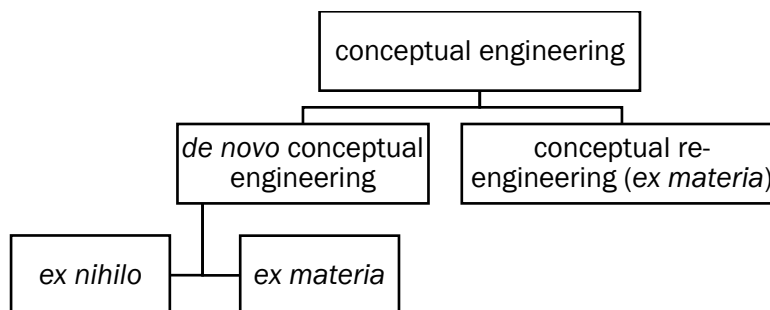 conceptual engineering
de novo conceptual
engineering
conceptual re-
engineering (ex materia)
ex nihilo
ex materia